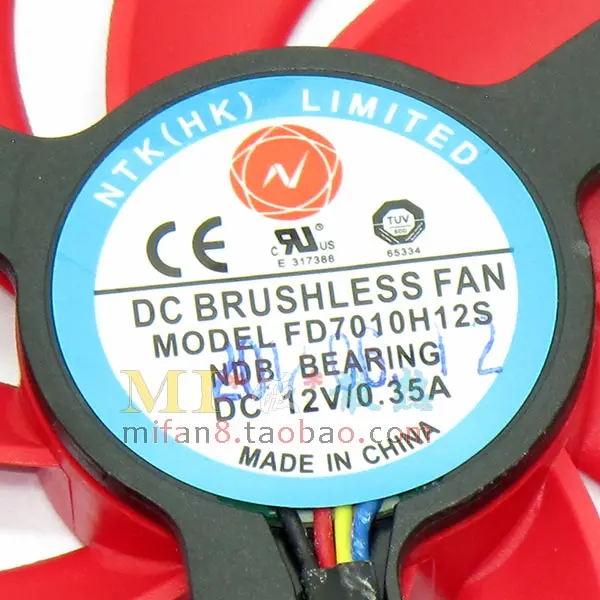 NTK(HK) LIMITED
N
CE
C RU US
E 317388
TUV
65334
DC BRUSHLESS FAN
MODEL FD7010H12S
NDB BEARING
DC 12V/0.35A
mifan8.taobao.com
MADE IN CHINA